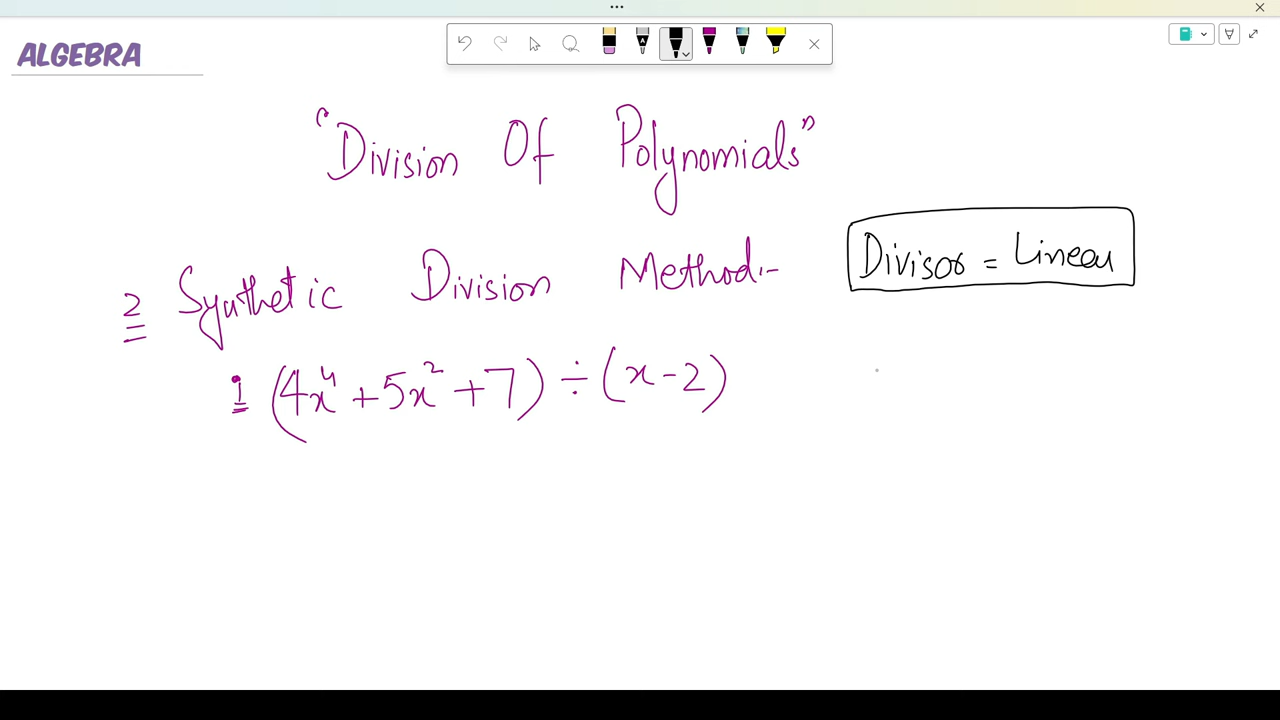 ALGEBRA
"Division Of Polynomials"
2 Synthetic Division Method:-
Divisor = Linear
i (4x⁴ + 5x² + 7) ÷ (x - 2)